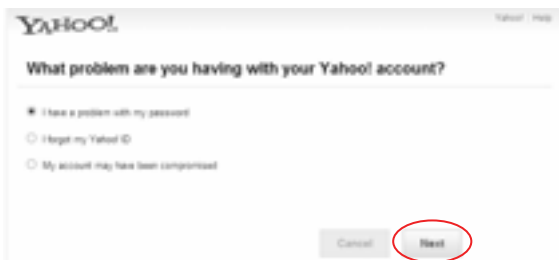 YAHOO!
Yahoo! Help
What problem are you having with your Yahoo! account?
I have a problem with my password
I forgot my Yahoo! ID
My account may have been compromised
Cancel Next